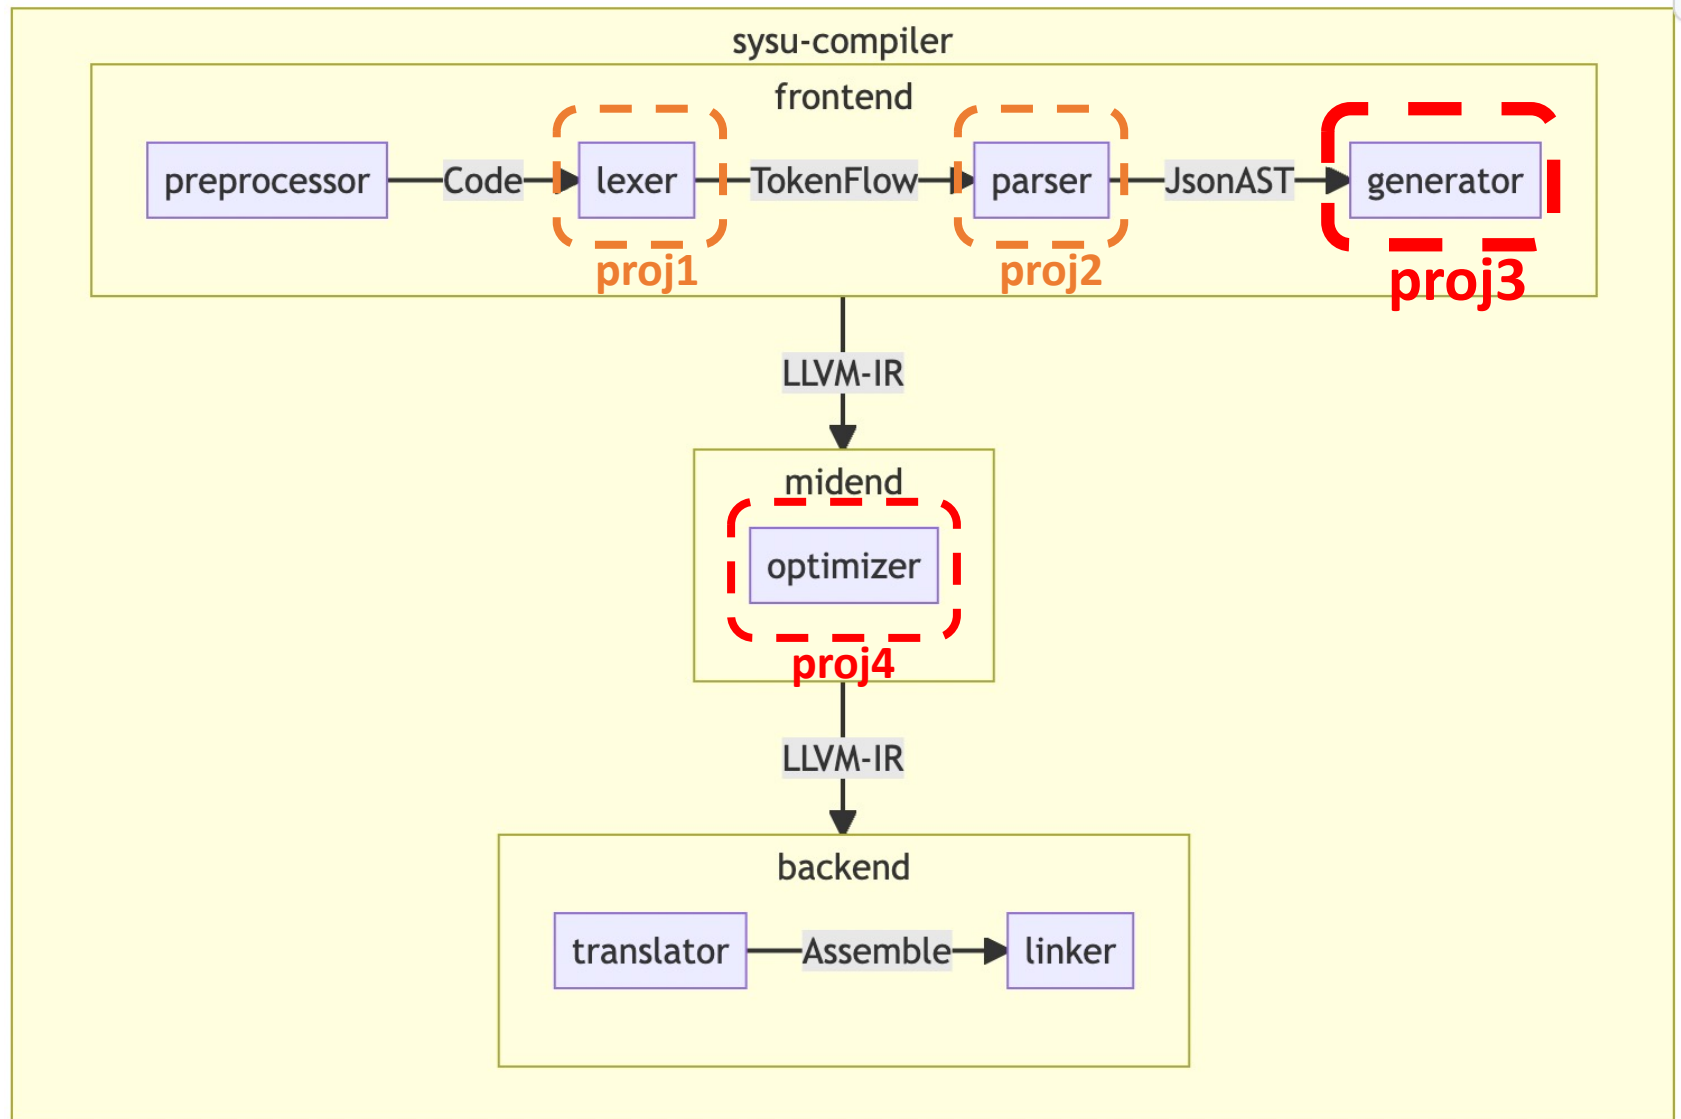 sysu-compiler
frontend
preprocessor
Code
lexer
TokenFlow
parser
JsonAST
generator
proj1
proj2
proj3
LLVM-IR
midend
optimizer
proj4
LLVM-IR
backend
translator
Assemble
linker